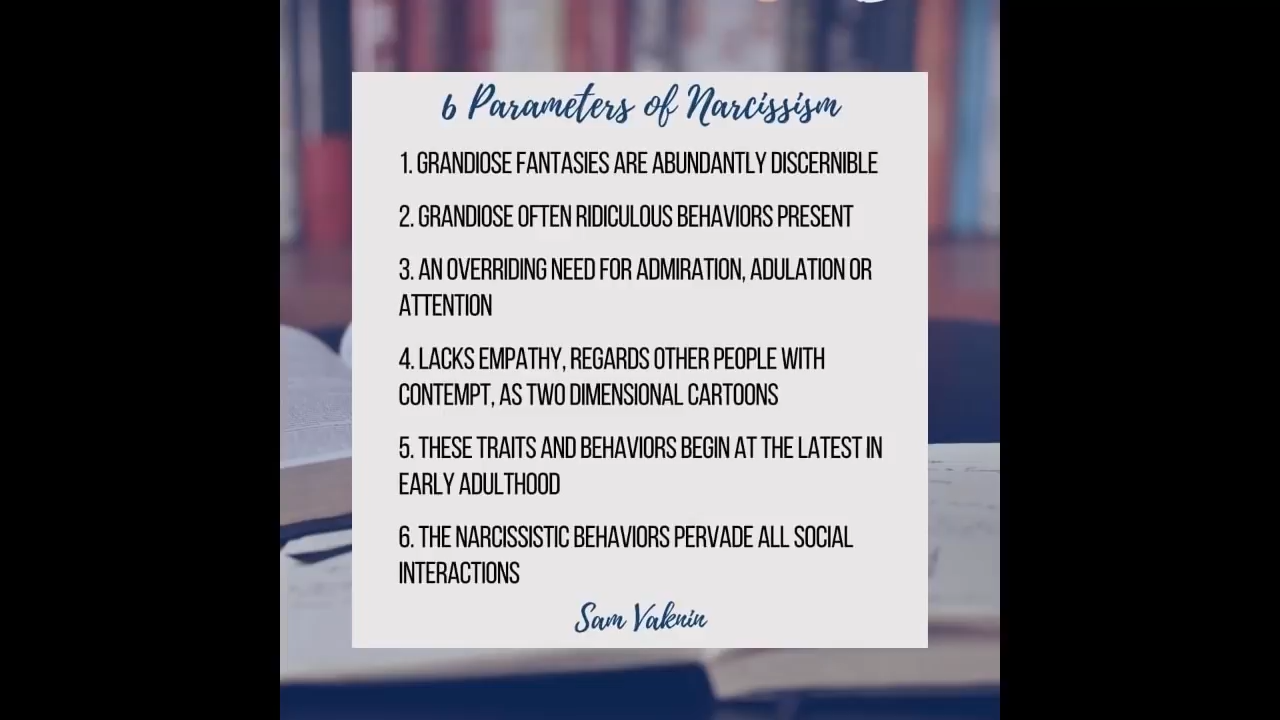 6 Parameters of Narcissism
1. GRANDIOSE FANTASIES ARE ABUNDANTLY DISCERNIBLE
2. GRANDIOSE OFTEN RIDICULOUS BEHAVIORS PRESENT
3. AN OVERRIDING NEED FOR ADMIRATION, ADULATION OR
ATTENTION
4. LACKS EMPATHY, REGARDS OTHER PEOPLE WITH
CONTEMPT, AS TWO DIMENSIONAL CARTOONS
5. THESE TRAITS AND BEHAVIORS BEGIN AT THE LATEST IN
EARLY ADULTHOOD
6. THE NARCISSISTIC BEHAVIORS PERVADE ALL SOCIAL
INTERACTIONS
Sam Vaknin